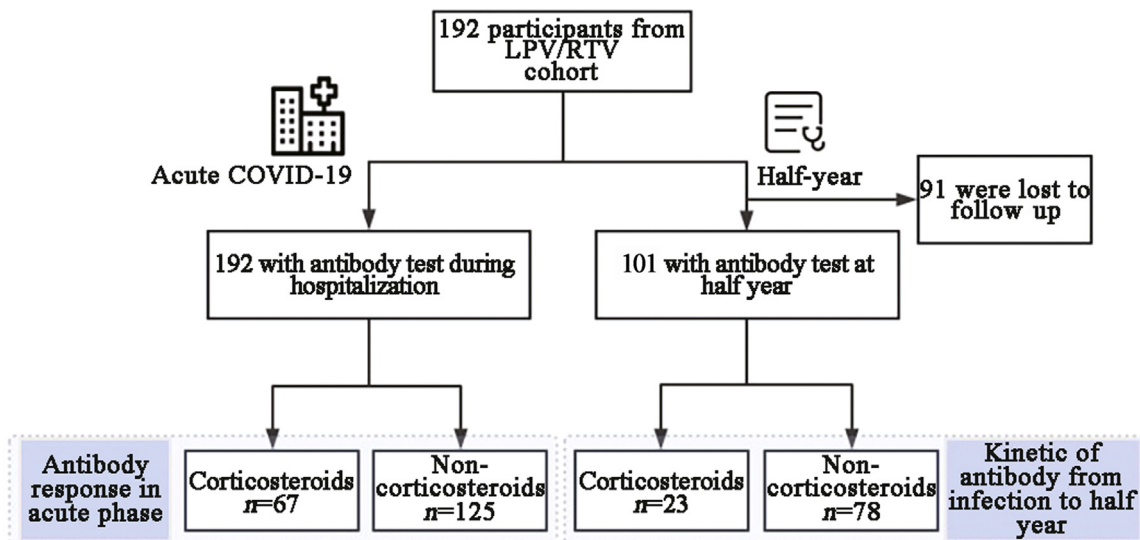 192 participants from
LPV/RTV
cohort
Acute COVID-19
Half-year
91 were lost to
follow up
192 with antibody test during
hospitalization
101 with antibody test at
half year
Antibody
response in
acute phase
Corticosteroids
n=67
Non-
corticosteroids
n=125
Corticosteroids
n=23
Non-
corticosteroids
n=78
Kinetic of
antibody from
infection to half
year